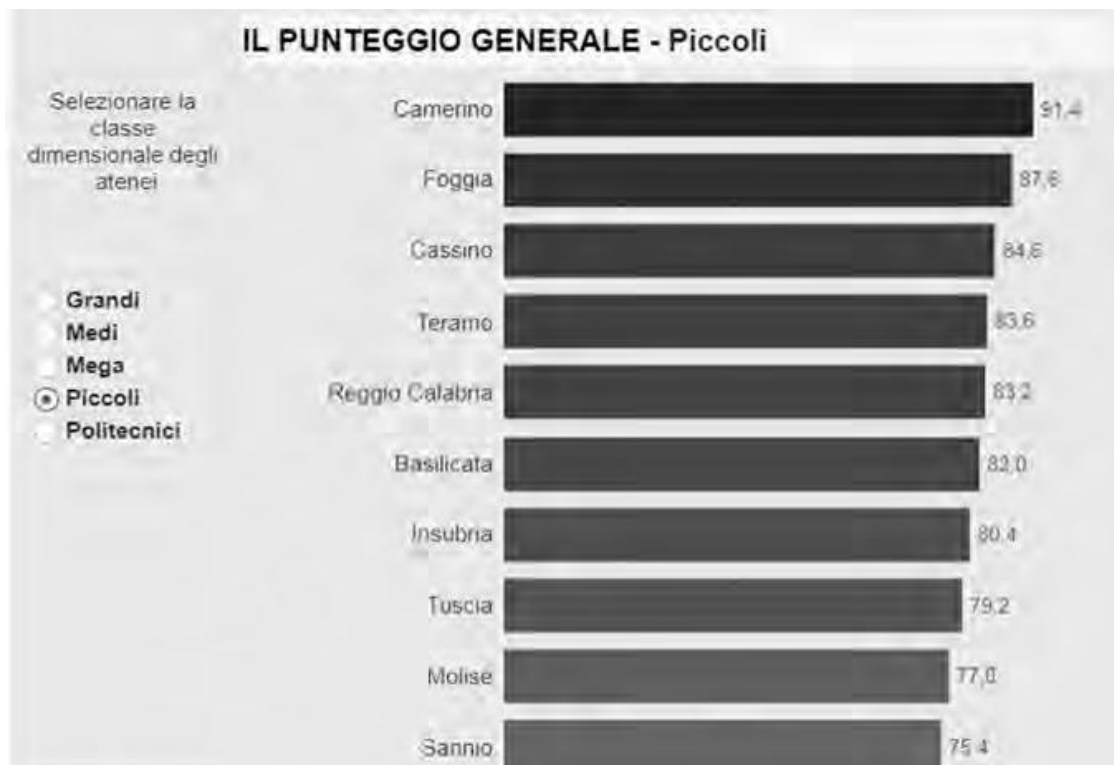 IL PUNTEGGIO GENERALE - Piccoli
Selezionare la
classe
dimensionale degli
atenei
Grandi
Medi
Mega
Piccoli
Politecnici
Camerino 91,4
Foggia 87,6
Cassino 84,6
Teramo 83,6
Reggio Calabria 83,2
Basilicata 82,0
Insubria 80,4
Tuscia 79,2
Molise 77,0
Sannio 75,4